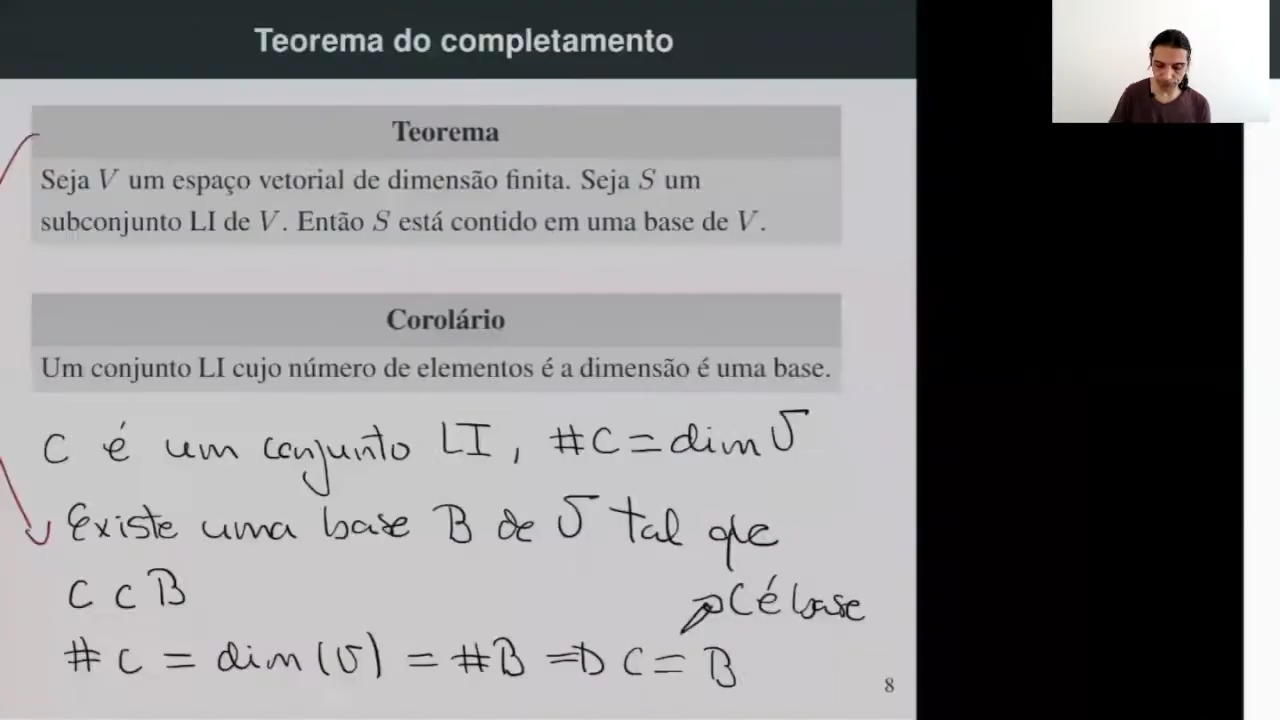 Teorema do completamento
Teorema
Seja V um espaço vetorial de dimensão finita. Seja S um
subconjunto LI de V. Então S está contido em uma base de V.
Corolário
Um conjunto LI cujo número de elementos é a dimensão é uma base.
C é um conjunto LI, #C = dim V
Existe uma base B de V tal que
C ⊂ B
⇗ C é base
#C = dim(V) = #B ⇒ C = B
8